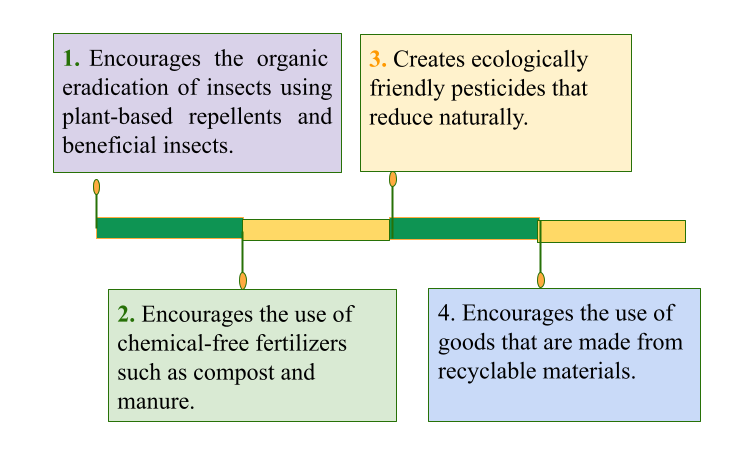 1. Encourages the organic
eradication of insects using
plant-based repellents and
beneficial insects.
3. Creates ecologically
friendly pesticides that
reduce naturally.
2. Encourages the use of
chemical-free fertilizers
such as compost and
manure.
4. Encourages the use of
goods that are made from
recyclable materials.